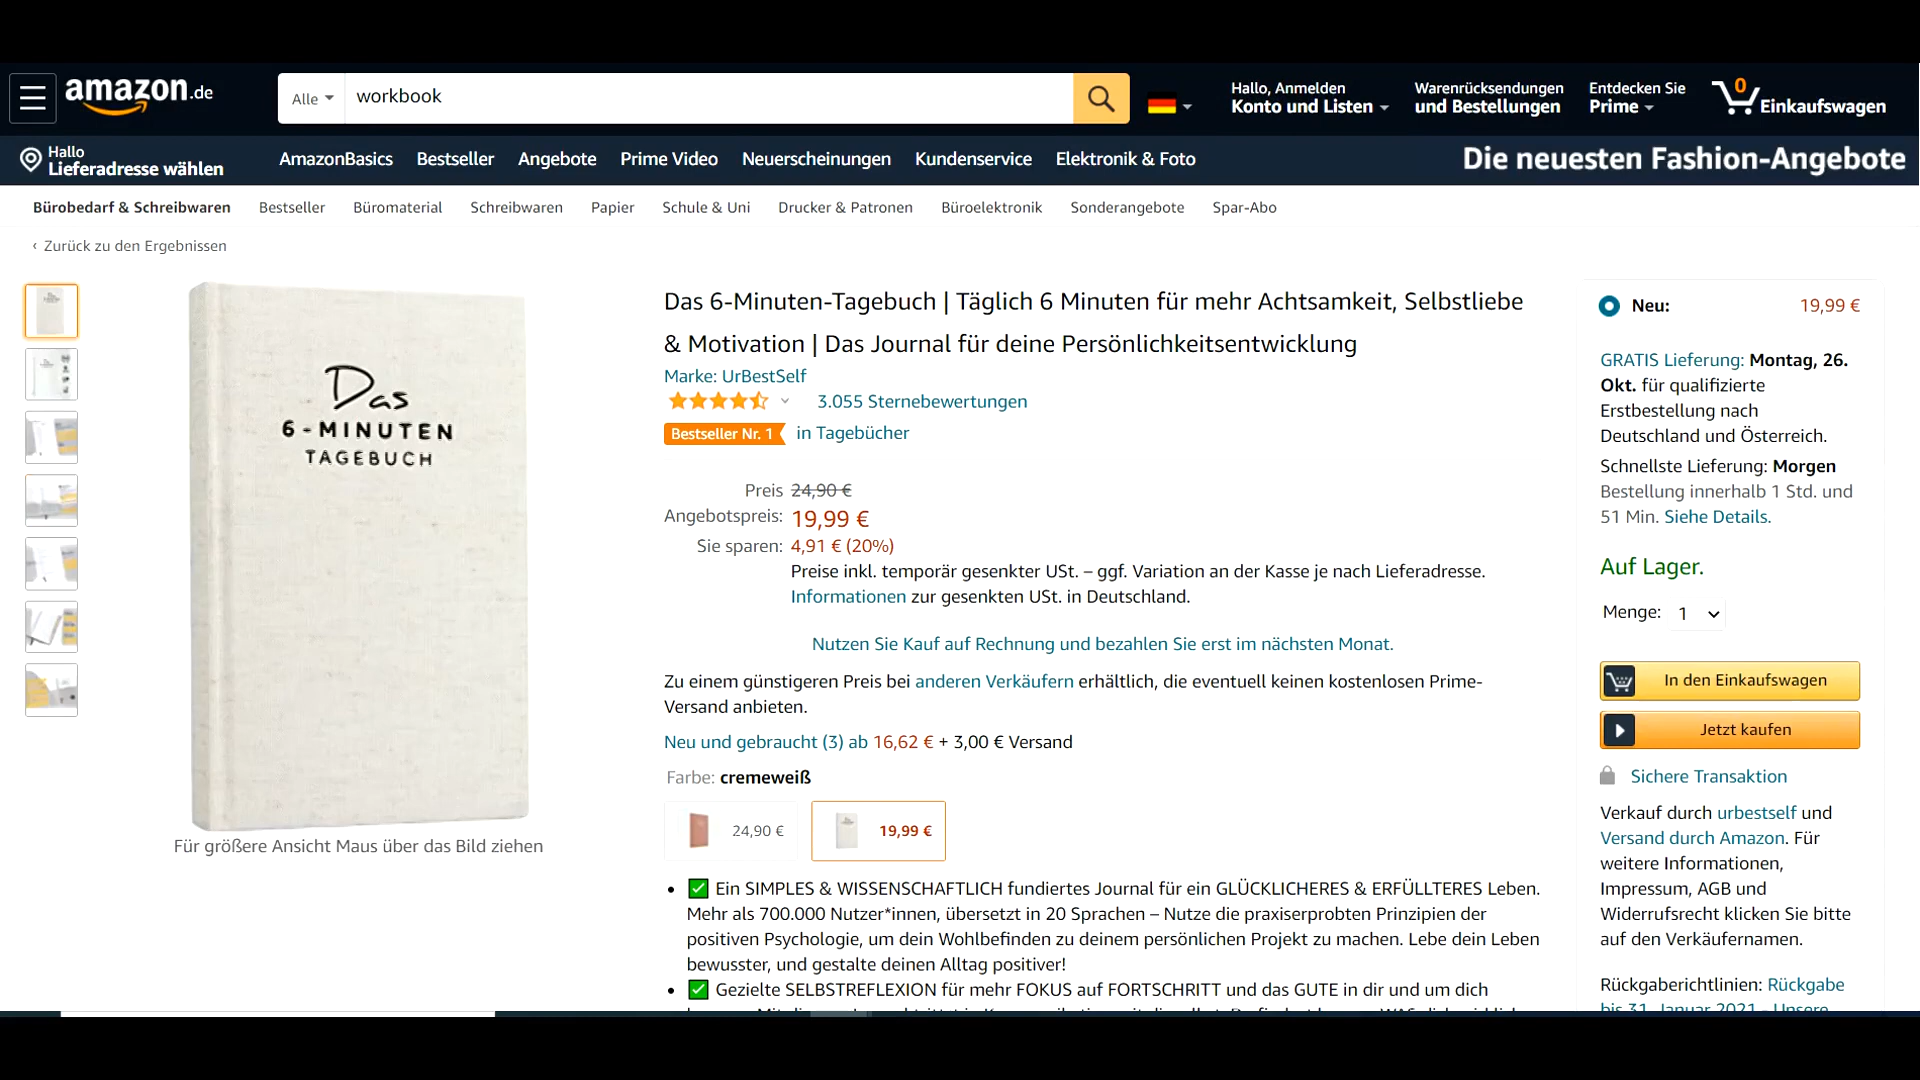 amazon.de
Alle
workbook
Hallo, Anmelden
Konto und Listen
Warenrücksendungen
und Bestellungen
Entdecken Sie
Prime
0
Einkaufswagen
Hallo
Lieferadresse wählen
AmazonBasics
Bestseller
Angebote
Prime Video
Neuerscheinungen
Kundenservice
Elektronik & Foto
Die neuesten Fashion-Angebote
Bürobedarf & Schreibwaren
Bestseller
Büromaterial
Schreibwaren
Papier
Schule & Uni
Drucker & Patronen
Büroelektronik
Sonderangebote
Spar-Abo
‹ Zurück zu den Ergebnissen
Das
6-MINUTEN
TAGEBUCH
Für größere Ansicht Maus über das Bild ziehen
Das 6-Minuten-Tagebuch | Täglich 6 Minuten für mehr Achtsamkeit, Selbstliebe
& Motivation | Das Journal für deine Persönlichkeitsentwicklung
Marke: UrBestSelf
3.055 Sternebewertungen
Bestseller Nr. 1 in Tagebücher
Preis 24,90 €
Angebotspreis: 19,99 €
Sie sparen: 4,91 € (20%)
Preise inkl. temporär gesenkter USt. – ggf. Variation an der Kasse je nach Lieferadresse.
Informationen zur gesenkten USt. in Deutschland.
Nutzen Sie Kauf auf Rechnung und bezahlen Sie erst im nächsten Monat.
Zu einem günstigeren Preis bei anderen Verkäufern erhältlich, die eventuell keinen kostenlosen Prime-
Versand anbieten.
Neu und gebraucht (3) ab 16,62 € + 3,00 € Versand
Farbe: cremeweiß
24,90 €
19,99 €
• ✅ Ein SIMPLES & WISSENSCHAFTLICH fundiertes Journal für ein GLÜCKLICHERES & ERFÜLLTERES Leben.
Mehr als 700.000 Nutzer*innen, übersetzt in 20 Sprachen – Nutze die praxiserprobten Prinzipien der
positiven Psychologie, um dein Wohlbefinden zu deinem persönlichen Projekt zu machen. Lebe dein Leben
bewusster, und gestalte deinen Alltag positiver!
• ✅ Gezielte SELBSTREFLEXION für mehr FOKUS auf FORTSCHRITT und das GUTE in dir und um dich
Neu:
19,99 €
GRATIS Lieferung: Montag, 26.
Okt. für qualifizierte
Erstbestellung nach
Deutschland und Österreich.
Schnellste Lieferung: Morgen
Bestellung innerhalb 1 Std. und
51 Min. Siehe Details.
Auf Lager.
Menge: 1
In den Einkaufswagen
Jetzt kaufen
Sichere Transaktion
Verkauf durch urbestself und
Versand durch Amazon. Für
weitere Informationen,
Impressum, AGB und
Widerrufsrecht klicken Sie bitte
auf den Verkäufernamen.
Rückgaberichtlinien: Rückgabe
bis 31. Januar 2021 - Unsere